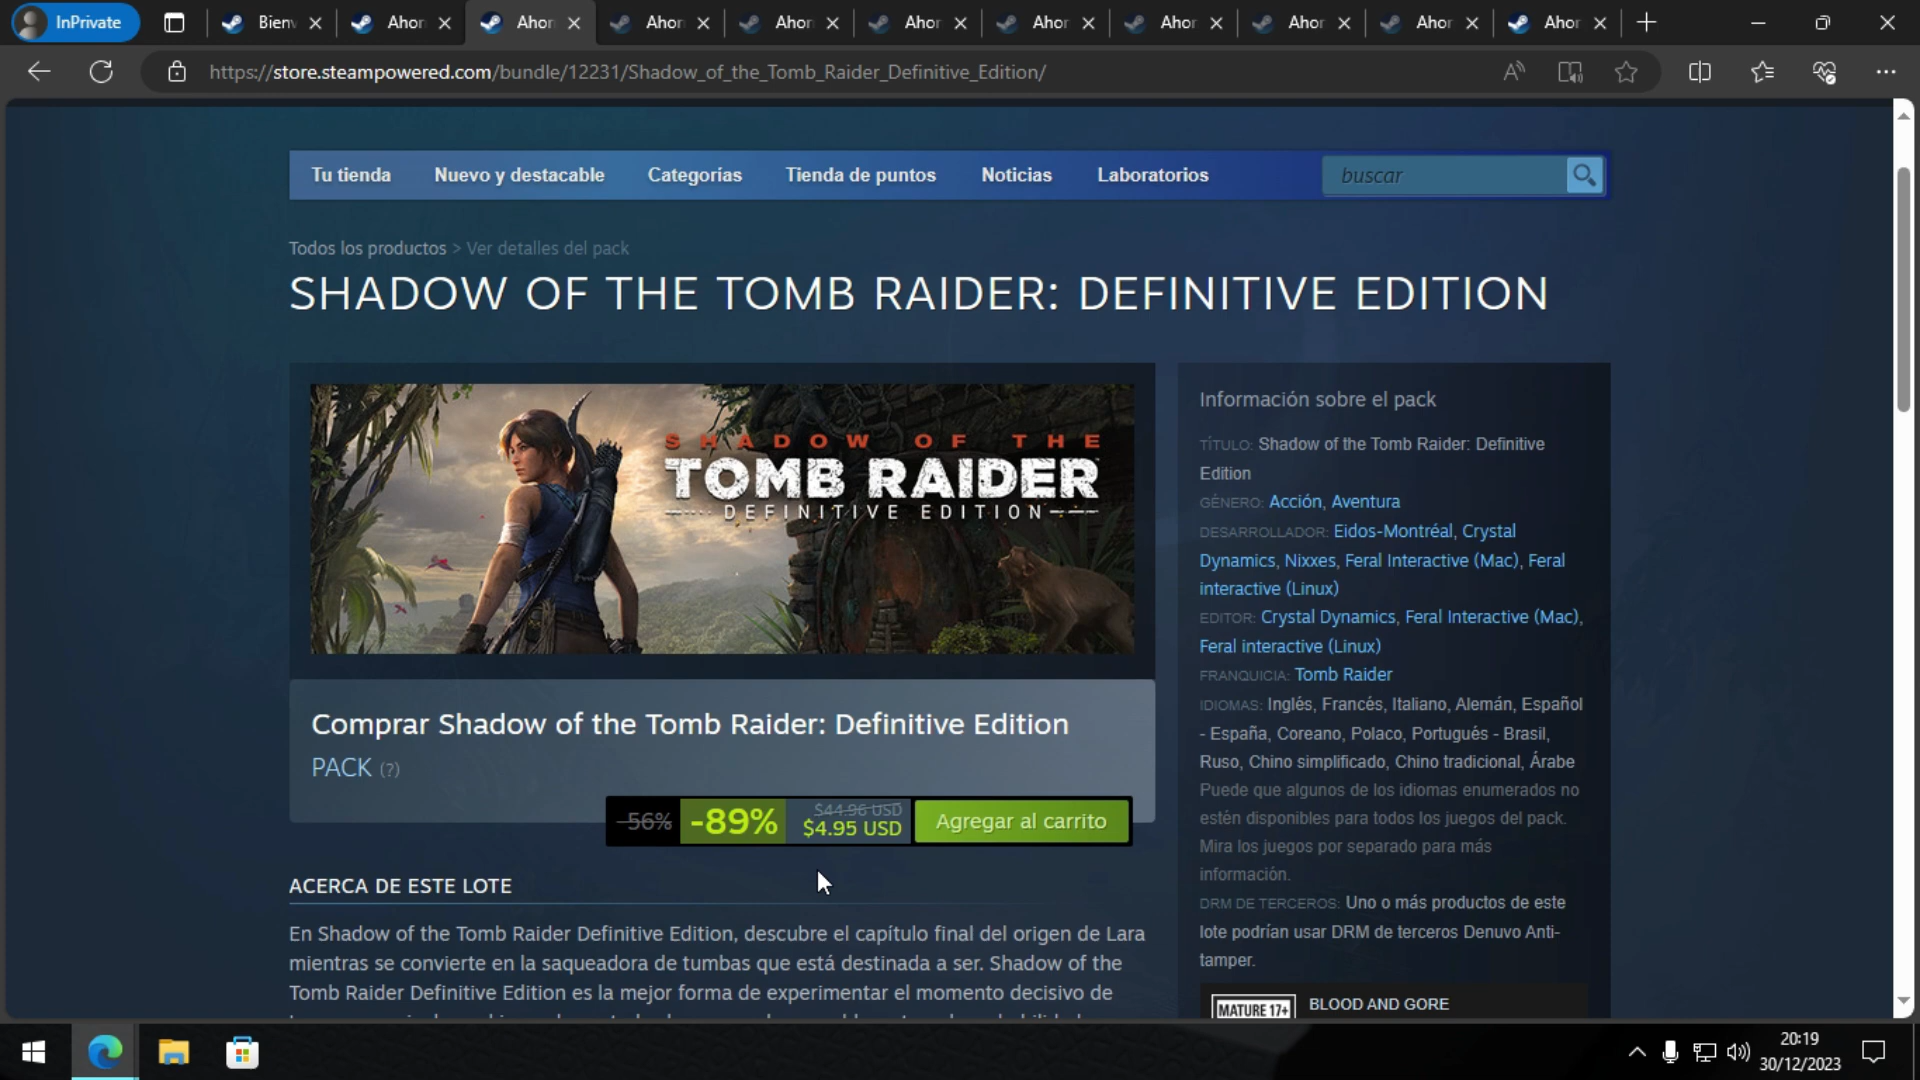 InPrivate
Bien
Ahor
Ahor
Ahor
Ahor
Ahor
Ahor
Ahor
Ahor
Ahor
Ahor
https://store.steampowered.com/bundle/12231/Shadow_of_the_Tomb_Raider_Definitive_Edition/
Tu tienda
Nuevo y destacable
Categorías
Tienda de puntos
Noticias
Laboratorios
buscar
Todos los productos > Ver detalles del pack
SHADOW OF THE TOMB RAIDER: DEFINITIVE EDITION
SHADOW OF THE
TOMB RAIDER
DEFINITIVE EDITION
Comprar Shadow of the Tomb Raider: Definitive Edition
PACK (?)
-56%
-89%
$44.96 USD
$4.95 USD
Agregar al carrito
ACERCA DE ESTE LOTE
En Shadow of the Tomb Raider Definitive Edition, descubre el capítulo final del origen de Lara
mientras se convierte en la saqueadora de tumbas que está destinada a ser. Shadow of the
Tomb Raider Definitive Edition es la mejor forma de experimentar el momento decisivo de
Información sobre el pack
TÍTULO: Shadow of the Tomb Raider: Definitive
Edition
GÉNERO: Acción, Aventura
DESARROLLADOR: Eidos-Montréal, Crystal
Dynamics, Nixxes, Feral Interactive (Mac), Feral
interactive (Linux)
EDITOR: Crystal Dynamics, Feral Interactive (Mac),
Feral interactive (Linux)
FRANQUICIA: Tomb Raider
IDIOMAS: Inglés, Francés, Italiano, Alemán, Español
- España, Coreano, Polaco, Portugués - Brasil,
Ruso, Chino simplificado, Chino tradicional, Árabe
Puede que algunos de los idiomas enumerados no
estén disponibles para todos los juegos del pack.
Mira los juegos por separado para más
información.
DRM DE TERCEROS: Uno o más productos de este
lote podrían usar DRM de terceros Denuvo Anti-
tamper.
MATURE 17+
BLOOD AND GORE
20:19
30/12/2023